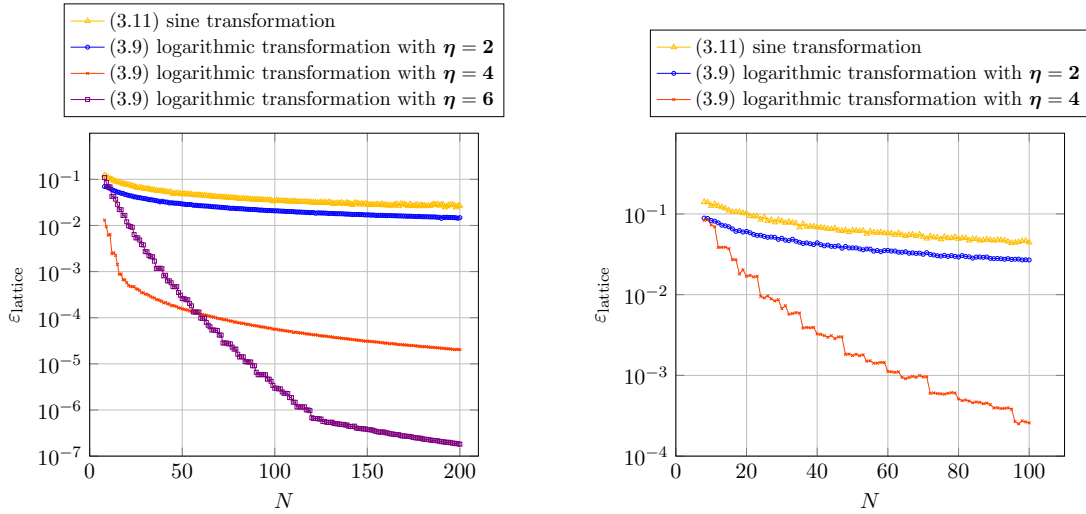 (3.11) sine transformation
(3.9) logarithmic transformation with η = 2
(3.9) logarithmic transformation with η = 4
(3.9) logarithmic transformation with η = 6
10⁻¹
10⁻²
10⁻³
10⁻⁴
10⁻⁵
10⁻⁶
10⁻⁷
ε_lattice
0 50 100 150 200
N
(3.11) sine transformation
(3.9) logarithmic transformation with η = 2
(3.9) logarithmic transformation with η = 4
10⁻¹
10⁻²
10⁻³
10⁻⁴
ε_lattice
0 20 40 60 80 100
N